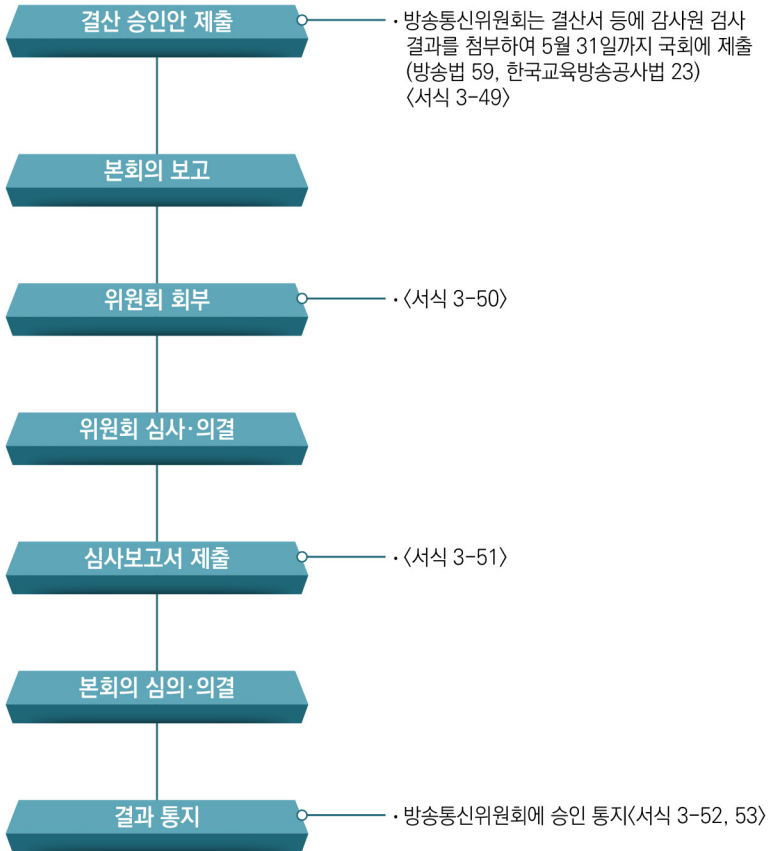 결산 승인안 제출
· 방송통신위원회는 결산서 등에 감사원 검사
결과를 첨부하여 5월 31일까지 국회에 제출
(방송법 59, 한국교육방송공사법 23)
〈서식 3-49〉
본회의 보고
위원회 회부
· 〈서식 3-50〉
위원회 심사·의결
심사보고서 제출
· 〈서식 3-51〉
본회의 심의·의결
결과 통지
· 방송통신위원회에 승인 통지〈서식 3-52, 53〉